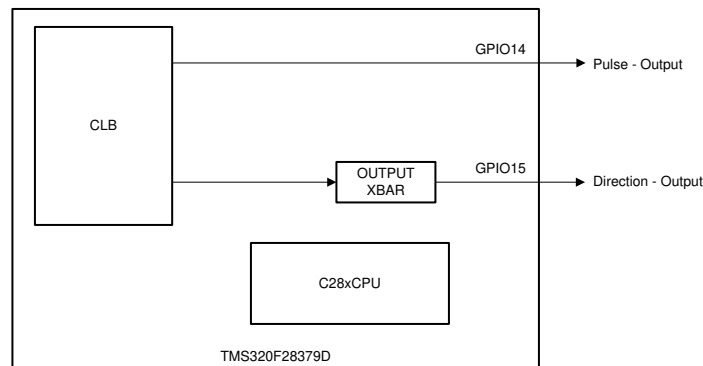 GPIO14
Pulse - Output
CLB
OUTPUT
XBAR
GPIO15
Direction - Output
C28xCPU
TMS320F28379D